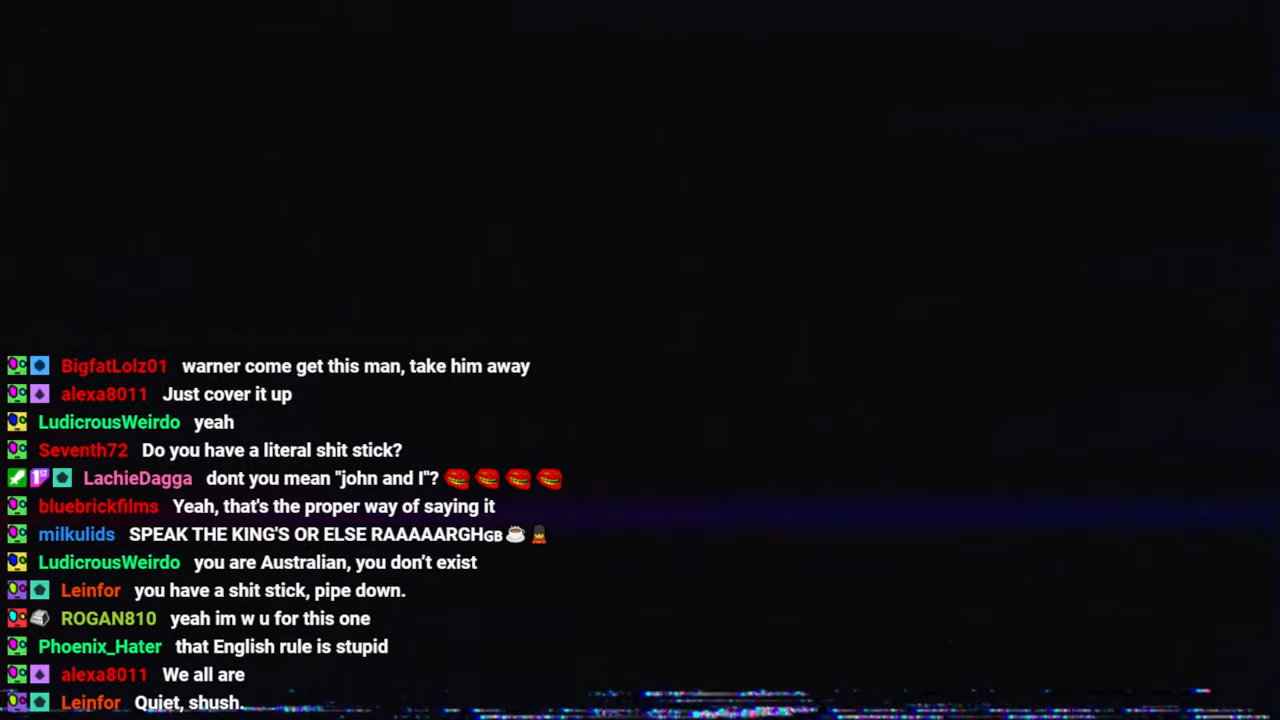 BigfatLolz01 warner come get this man, take him away
alexa8011 Just cover it up
LudicrousWeirdo yeah
Seventh72 Do you have a literal shit stick?
1ST LachieDagga dont you mean "john and I"?
bluebrickfilms Yeah, that's the proper way of saying it
milkulids SPEAK THE KING'S OR ELSE RAAAAARGHGB
LudicrousWeirdo you are Australian, you don’t exist
Leinfor you have a shit stick, pipe down.
ROGAN810 yeah im w u for this one
Phoenix_Hater that English rule is stupid
alexa8011 We all are
Leinfor Quiet, shush.